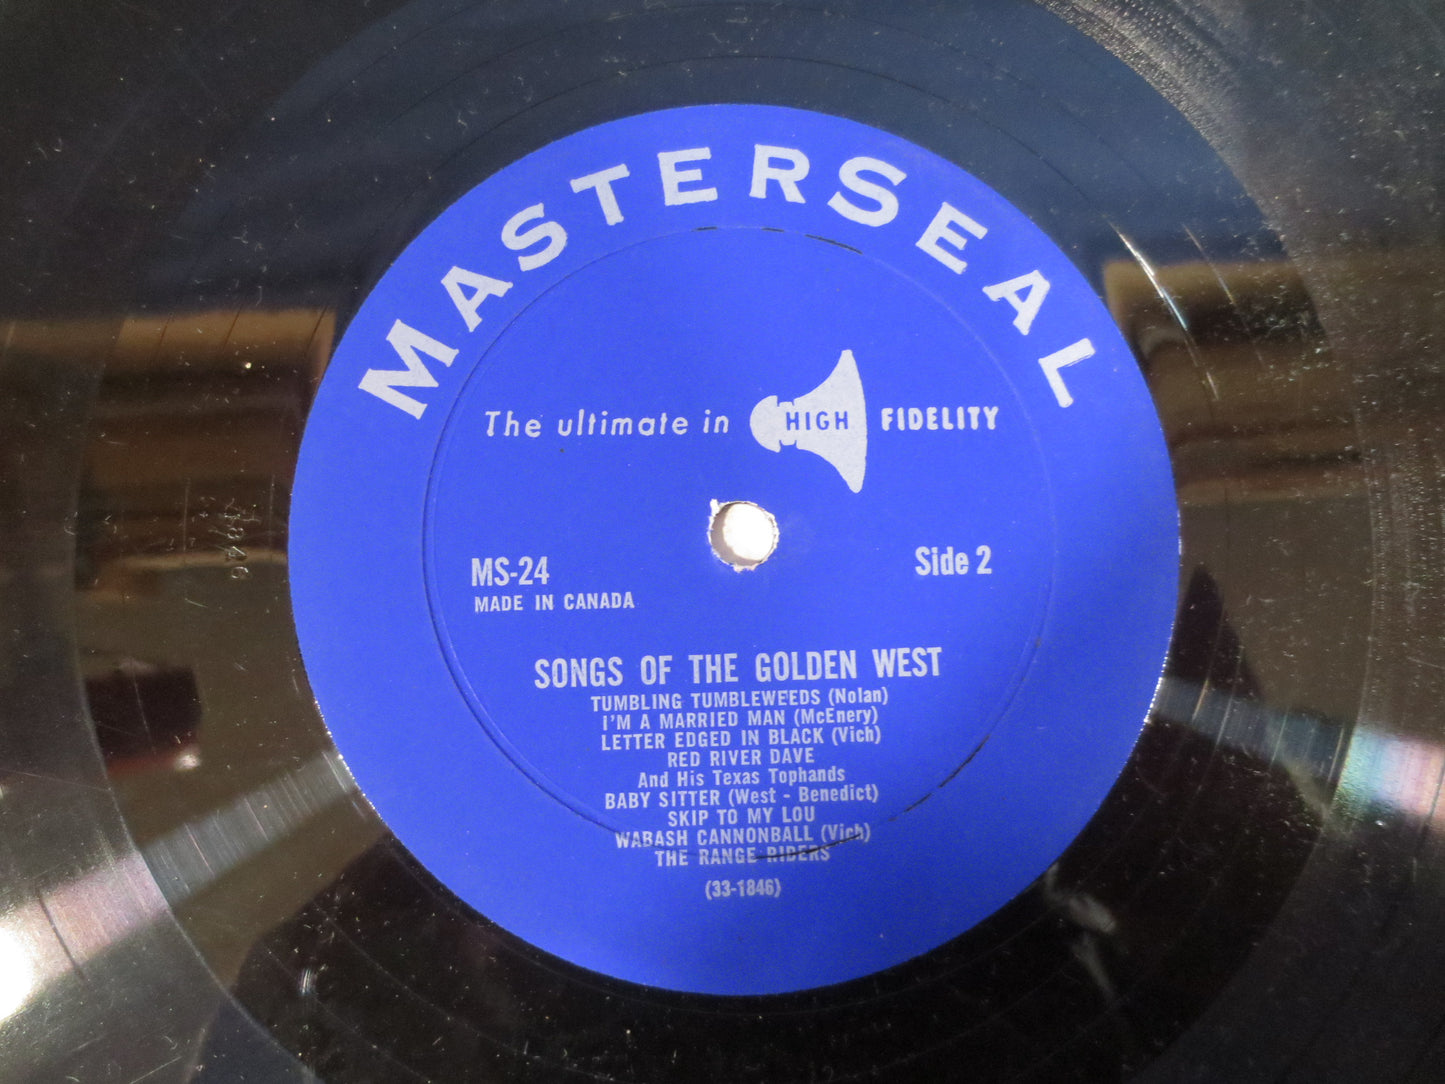 MASTERSEAL
The ultimate in HIGH FIDELITY
MS-24 Side 2
MADE IN CANADA
SONGS OF THE GOLDEN WEST
TUMBLING TUMBLEWEEDS (Nolan)
I'M A MARRIED MAN (McEnery)
LETTER EDGED IN BLACK (Vich)
RED RIVER DAVE
And His Texas Tophands
BABY SITTER (West - Benedict)
SKIP TO MY LOU
WABASH CANNONBALL (Vich)
THE RANGE RIDERS
(33-1846)